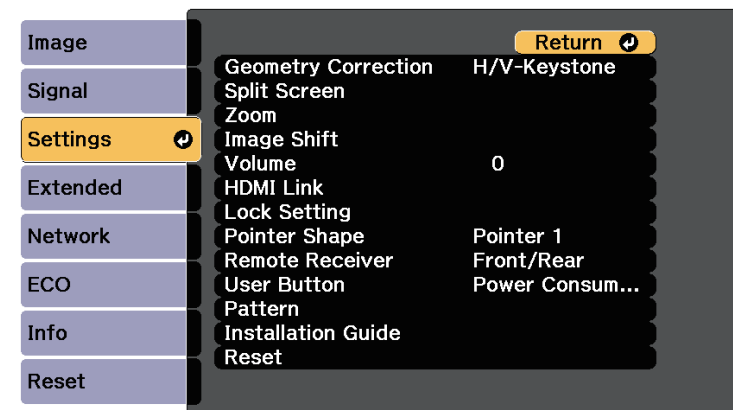 Image
Signal
Settings
Extended
Network
ECO
Info
Reset
Return
Geometry Correction H/V-Keystone
Split Screen
Zoom
Image Shift
Volume 0
HDMI Link
Lock Setting
Pointer Shape Pointer 1
Remote Receiver Front/Rear
User Button Power Consum...
Pattern
Installation Guide
Reset